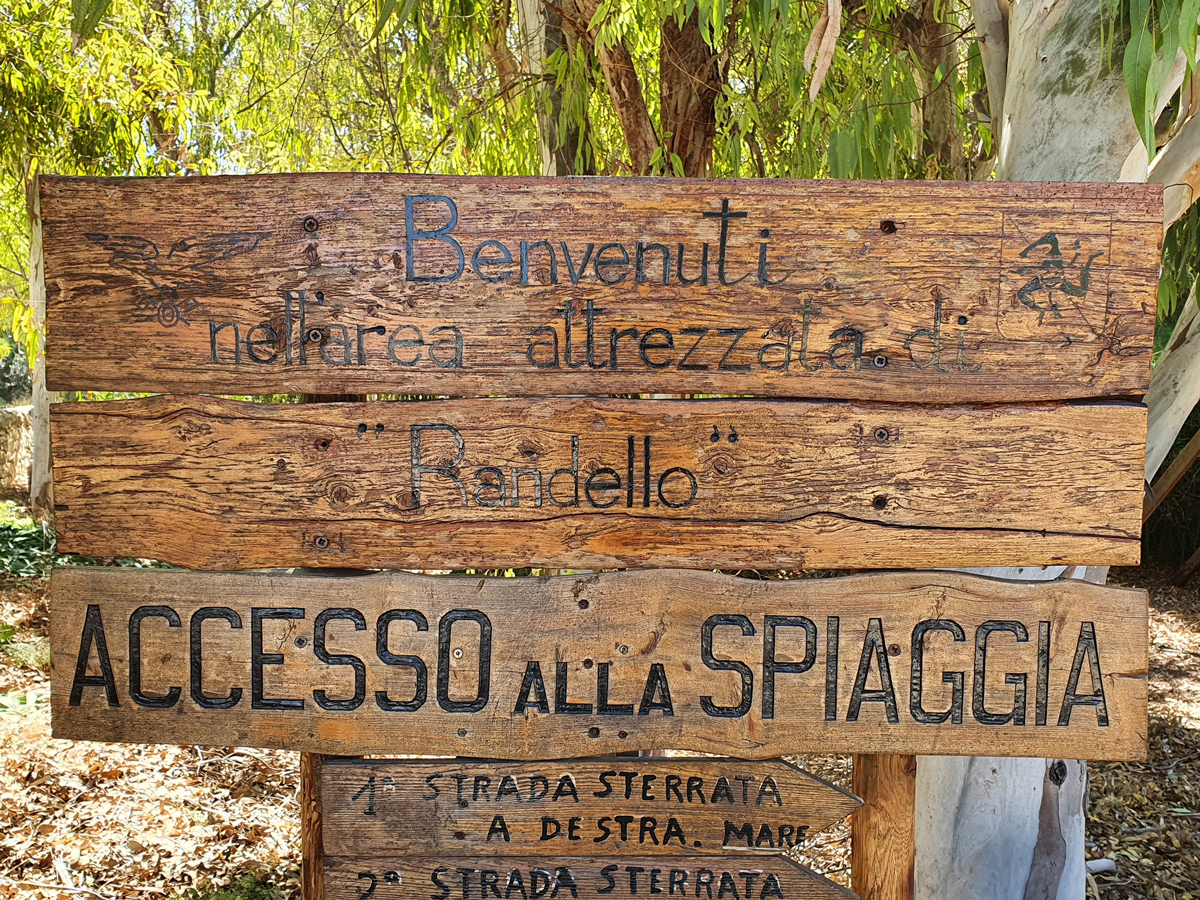 Benvenuti
nell'area attrezzata di
"Randello"
ACCESSO ALLA SPIAGGIA
1ª STRADA STERRATA
A DESTRA. MARE
2ª STRADA STERRATA